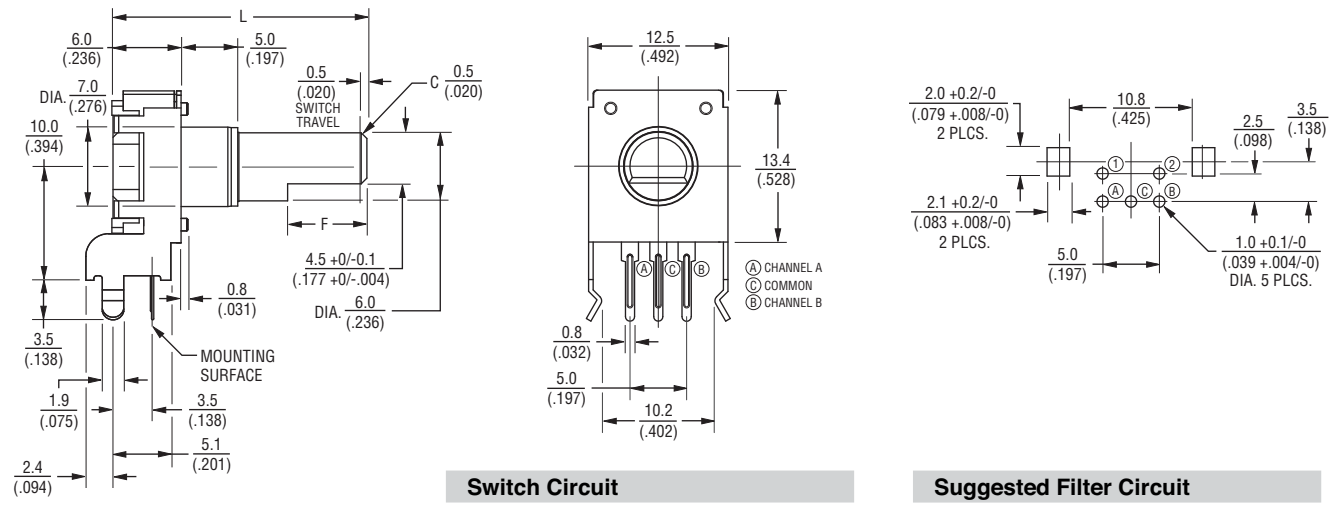 L
6.0
(.236)
5.0
(.197)
DIA. 7.0
(.276)
0.5
(.020)
SWITCH
TRAVEL
C 0.5
(.020)
10.0
(.394)
F
4.5 +0/-0.1
(.177 +0/-.004)
DIA. 6.0
(.236)
0.8
(.031)
3.5
(.138)
MOUNTING
SURFACE
1.9
(.075)
3.5
(.138)
5.1
(.201)
2.4
(.094)
12.5
(.492)
13.4
(.528)
A C B
A CHANNEL A
C COMMON
B CHANNEL B
0.8
(.032)
5.0
(.197)
10.2
(.402)
2.0 +0.2/-0
(.079 +.008/-0)
2 PLCS.
10.8
(.425)
2.5
(.098)
3.5
(.138)
1 2
A C B
2.1 +0.2/-0
(.083 +.008/-0)
2 PLCS.
5.0
(.197)
1.0 +0.1/-0
(.039 +.004/-0)
DIA. 5 PLCS.
Switch Circuit
Suggested Filter Circuit